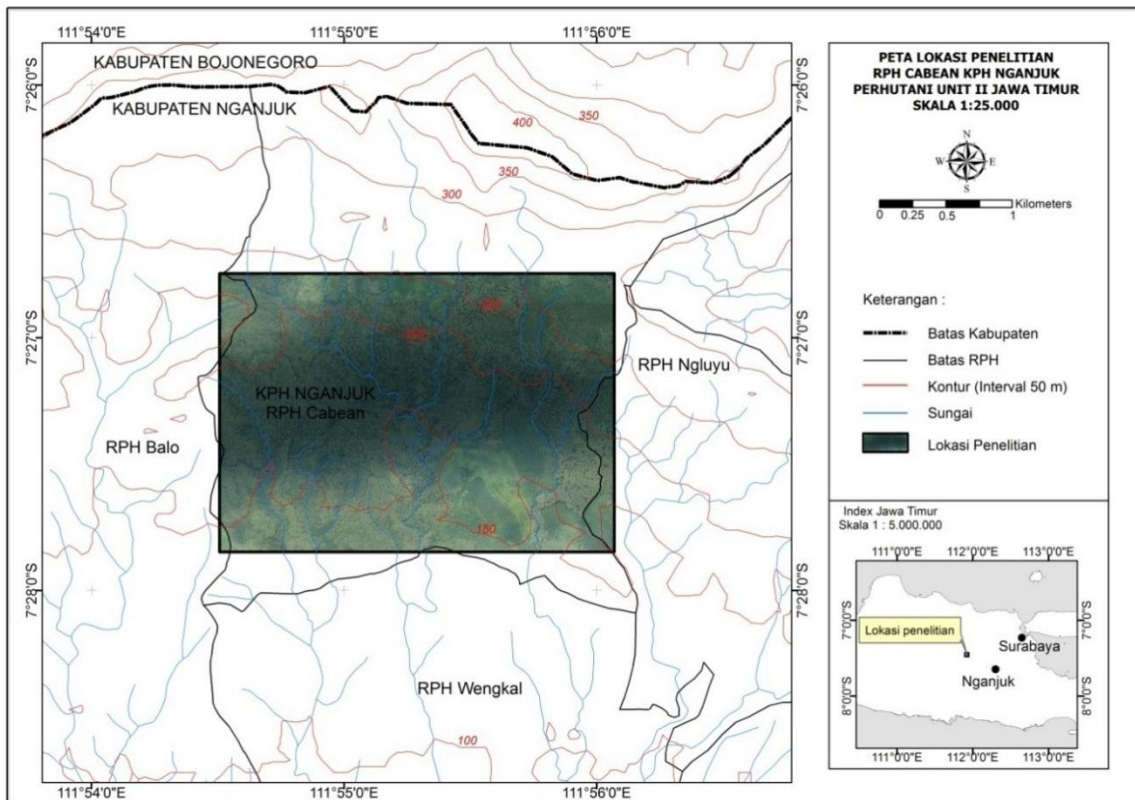 111°54'0"E 111°55'0"E 111°56'0"E
KABUPATEN BOJONEGORO
7°26'0"S 7°26'0"S
KABUPATEN NGANJUK
400
350
350
300
7°27'0"S 7°27'0"S
RPH Ngluyu
KPH NGANJUK
RPH Cabean
RPH Balo
150
7°28'0"S 7°28'0"S
RPH Wengkal
100
111°54'0"E 111°55'0"E 111°56'0"E
PETA LOKASI PENELITIAN
RPH CABEAN KPH NGANJUK
PERHUTANI UNIT II JAWA TIMUR
SKALA 1:25.000
N
W E
S
Kilometers
0 0.25 0.5 1
Keterangan :
Batas Kabupaten
Batas RPH
Kontur (Interval 50 m)
Sungai
Lokasi Penelitian
Index Jawa Timur
Skala 1 : 5.000.000
111°0'0"E 112°0'0"E 113°0'0"E
7°0'0"S 7°0'0"S
Lokasi penelitian
Surabaya
Nganjuk
8°0'0"S 8°0'0"S
111°0'0"E 112°0'0"E 113°0'0"E